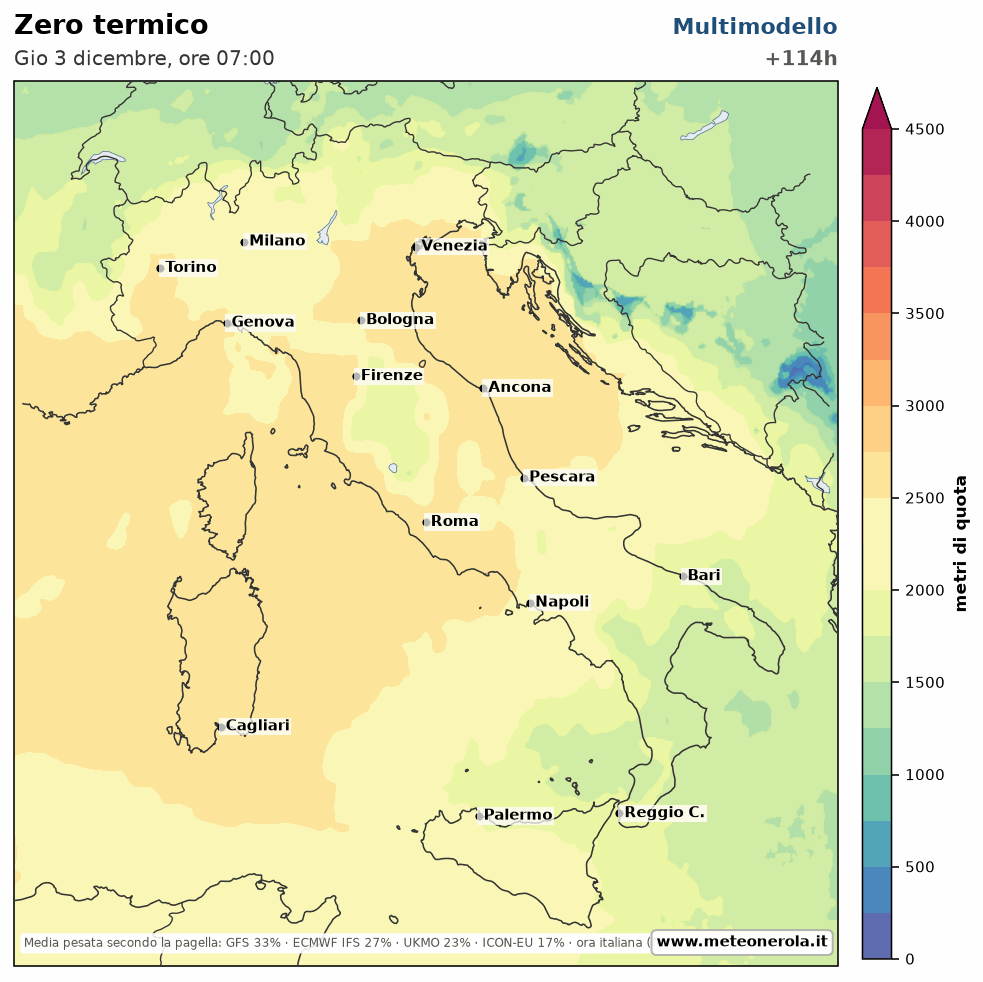 Zero termico
Multimodello
Gio 3 dicembre, ore 07:00
+114h
4500
4000
3500
3000
2500
2000
1500
1000
500
0
metri di quota
Milano
Venezia
Torino
Genova
Bologna
Firenze
Ancona
Pescara
Roma
Bari
Napoli
Cagliari
Palermo
Reggio C.
Media pesata secondo la pagella: GFS 33% · ECMWF IFS 27% · UKMO 23% · ICON-EU 17% · ora italiana (
www.meteonerola.it